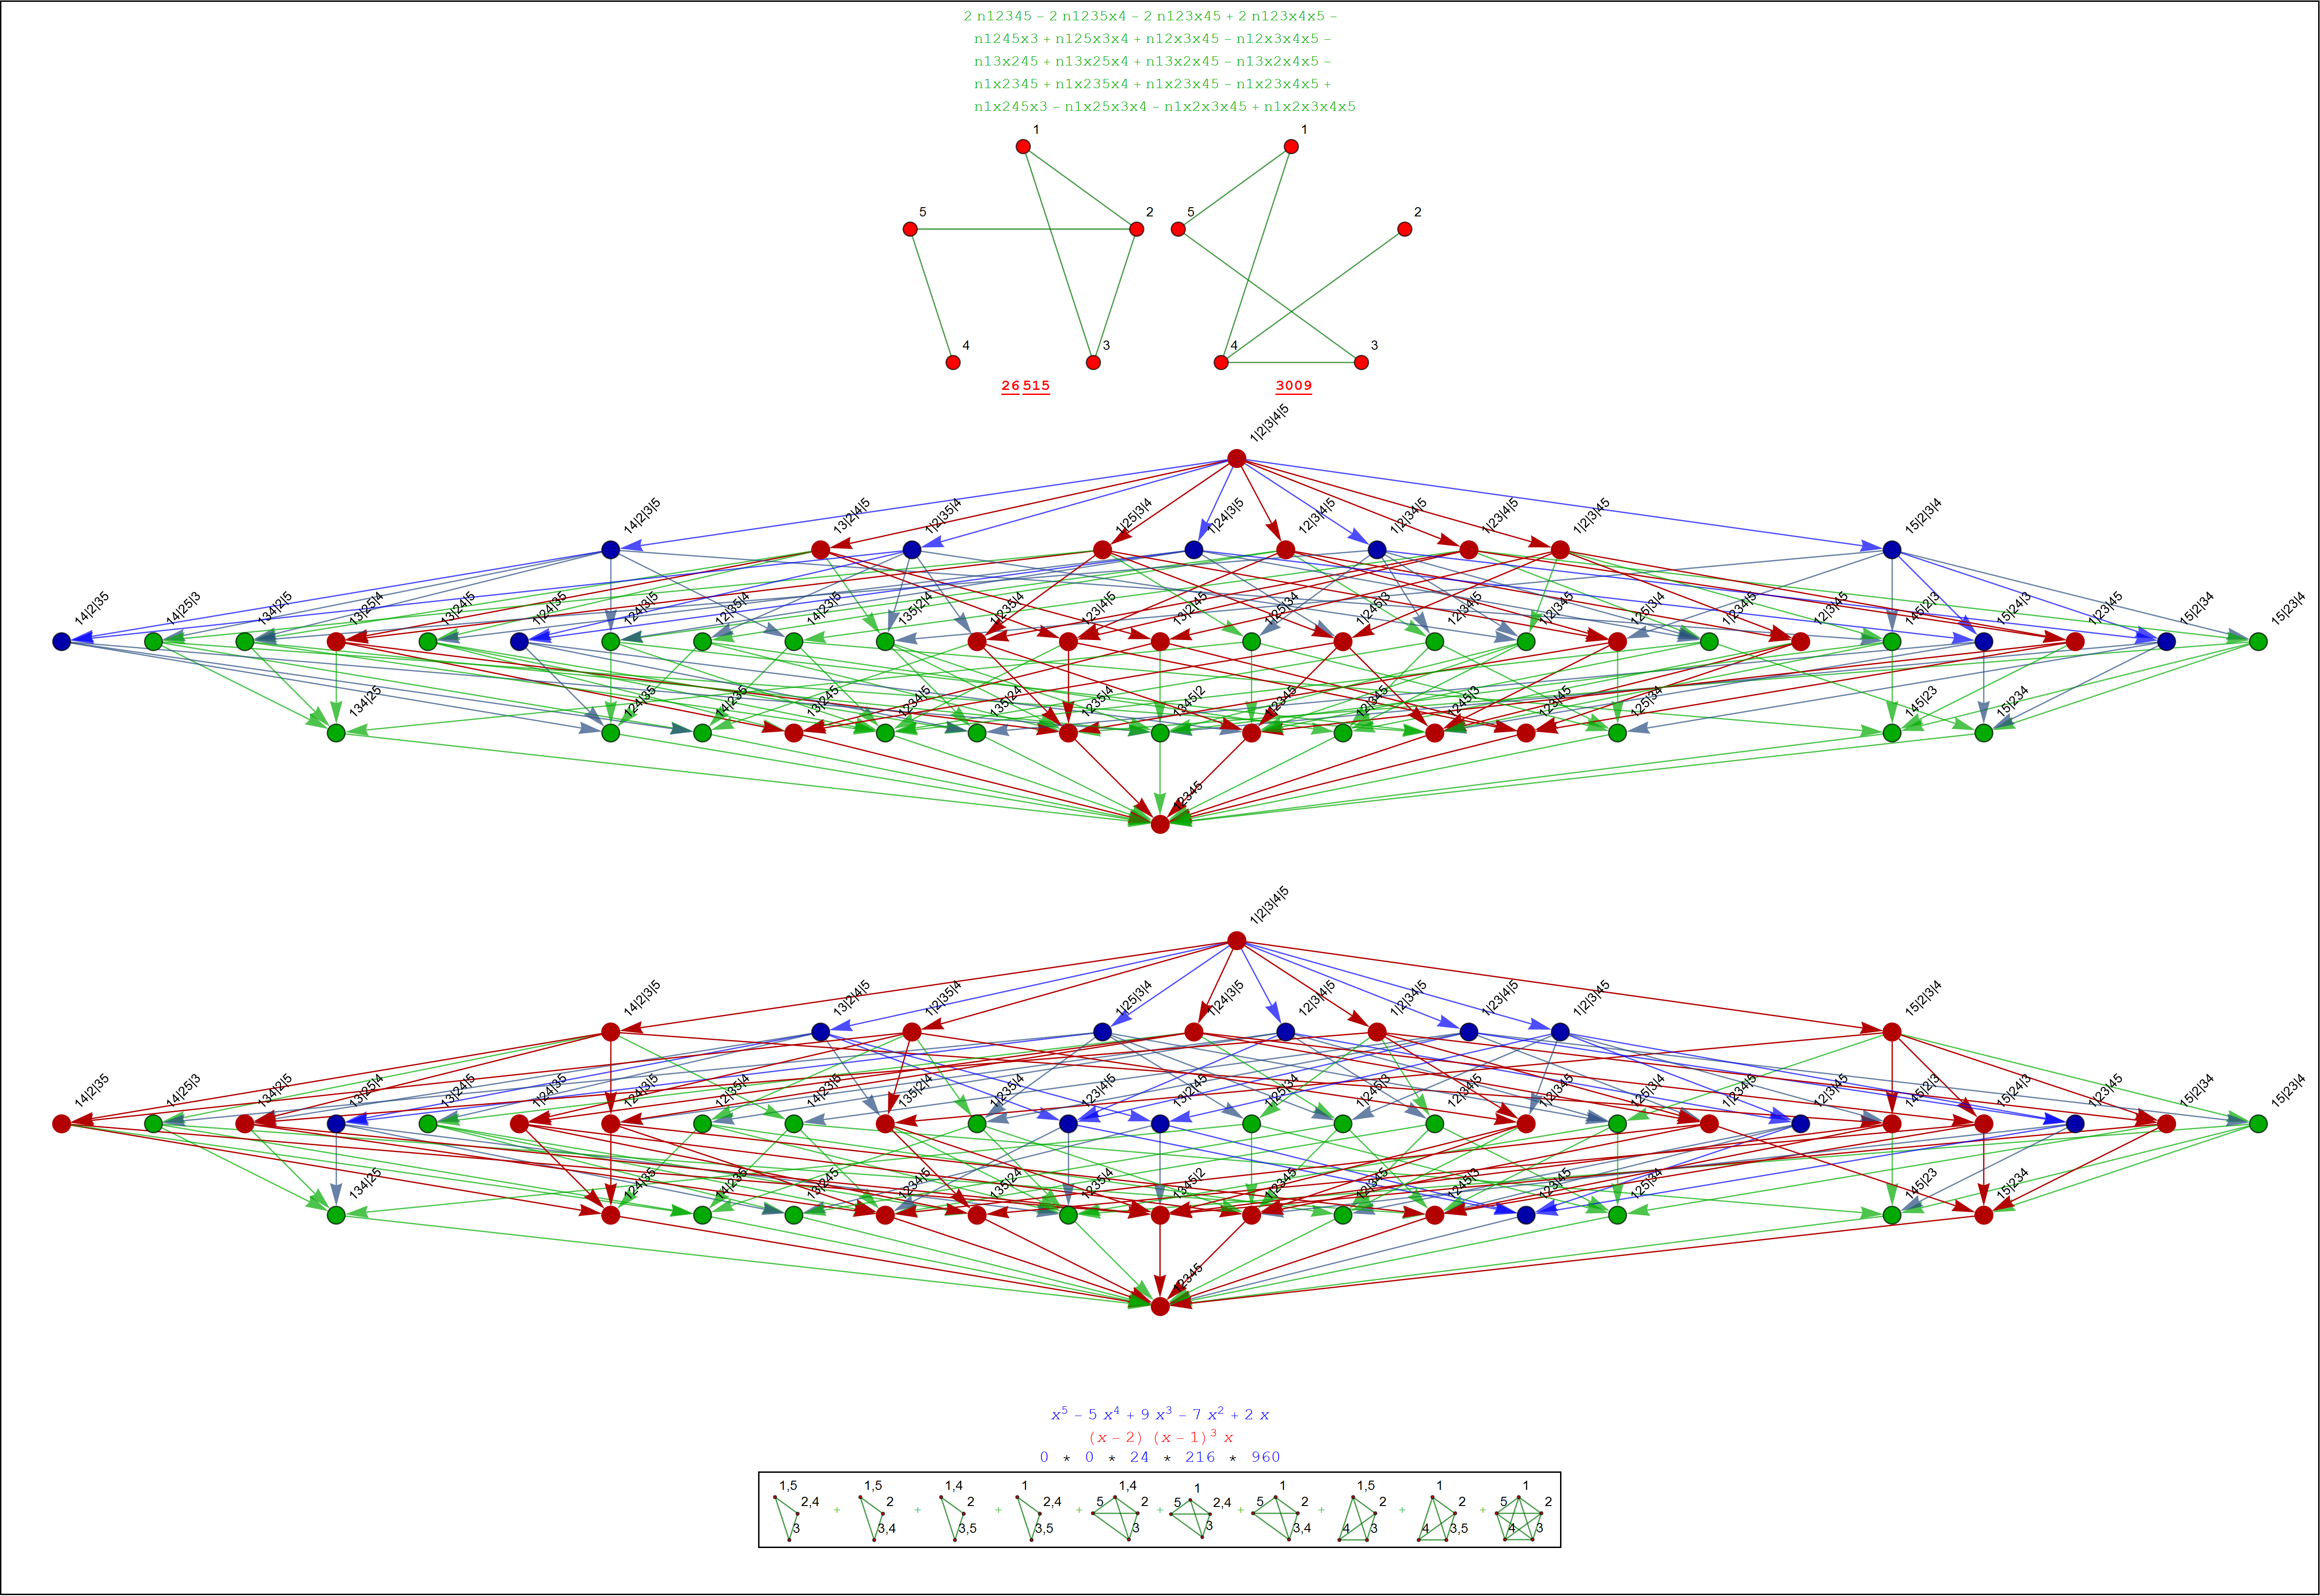 2 n12345 – 2 n1235x4 – 2 n123x45 + 2 n123x4x5 –
n1245x3 + n125x3x4 + n12x3x45 – n12x3x4x5 –
n13x245 + n13x25x4 + n13x2x45 – n13x2x4x5 –
n1x2345 + n1x235x4 + n1x23x45 – n1x23x4x5 +
n1x245x3 – n1x25x3x4 – n1x2x3x45 + n1x2x3x4x5
1 1
5 2 5 2
4 3 4 3
26 515 3009
1|2|3|4|5
14|2|3|5 13|2|4|5 1|2|35|4 1|25|3|4 1|24|3|5 12|3|4|5 1|2|34|5 1|23|4|5 1|2|3|45 15|2|3|4
14|2|35 14|25|3 134|2|5 13|25|4 13|24|5 1|24|35 124|3|5 12|35|4 14|23|5 135|2|4 1|235|4 123|4|5 13|2|45 1|25|34 1|245|3 12|34|5 1|2|345 125|3|4 1|234|5 12|3|45 145|2|3 15|24|3 1|23|45 15|2|34 15|23|4
134|25 124|35 14|235 13|245 1234|5 135|24 1235|4 1345|2 1|2345 12|345 1245|3 123|45 125|34 145|23 15|234
12345
1|2|3|4|5
14|2|3|5 13|2|4|5 1|2|35|4 1|25|3|4 1|24|3|5 12|3|4|5 1|2|34|5 1|23|4|5 1|2|3|45 15|2|3|4
14|2|35 14|25|3 134|2|5 13|25|4 13|24|5 1|24|35 124|3|5 12|35|4 14|23|5 135|2|4 1|235|4 123|4|5 13|2|45 1|25|34 1|245|3 12|34|5 1|2|345 125|3|4 1|234|5 12|3|45 145|2|3 15|24|3 1|23|45 15|2|34 15|23|4
134|25 124|35 14|235 13|245 1234|5 135|24 1235|4 1345|2 1|2345 12|345 1245|3 123|45 125|34 145|23 15|234
12345
x⁵ – 5 x⁴ + 9 x³ – 7 x² + 2 x
(x – 2) (x – 1)³ x
0 * 0 * 24 * 216 * 960
1,5 2,4 3 + 1,5 2 3,4 + 1,4 2 3,5 + 1 2,4 3,5 + 1,4 5 2 3 + 1 5 2,4 3 + 1 5 2 3,4 + 1,5 2 4 3 + 1 2 4 3,5 + 1 5 2 4 3